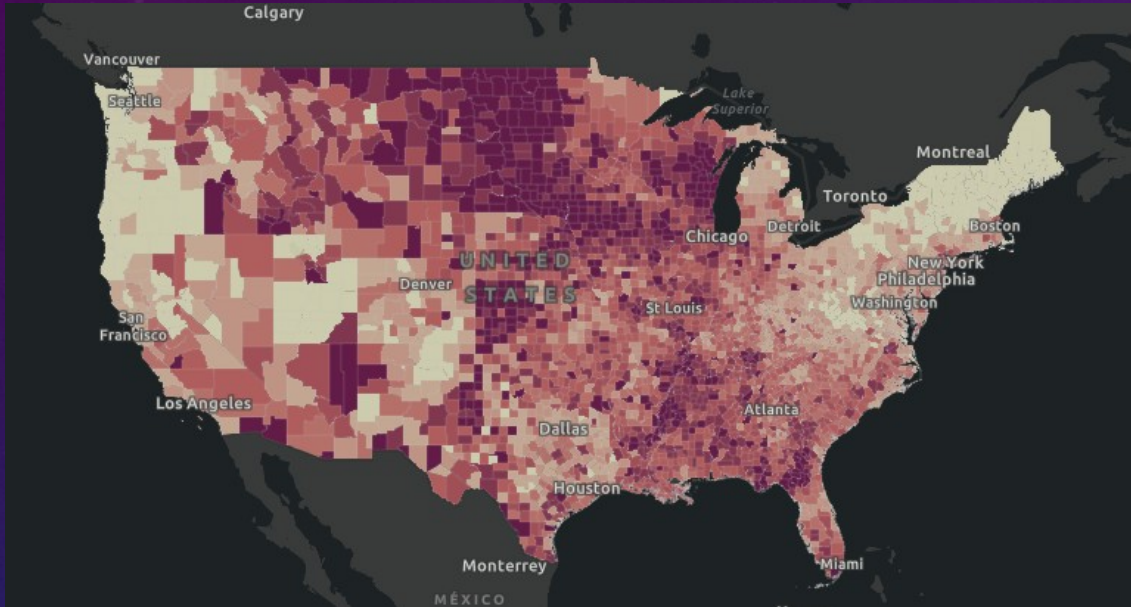 Calgary
Vancouver
Seattle
Lake
Superior
Montreal
Toronto
Boston
Detroit
Chicago
New York
Philadelphia
UNITED
STATES
Denver
Washington
St Louis
San
Francisco
Los Angeles
Atlanta
Dallas
Houston
Monterrey
Miami
MÉXICO